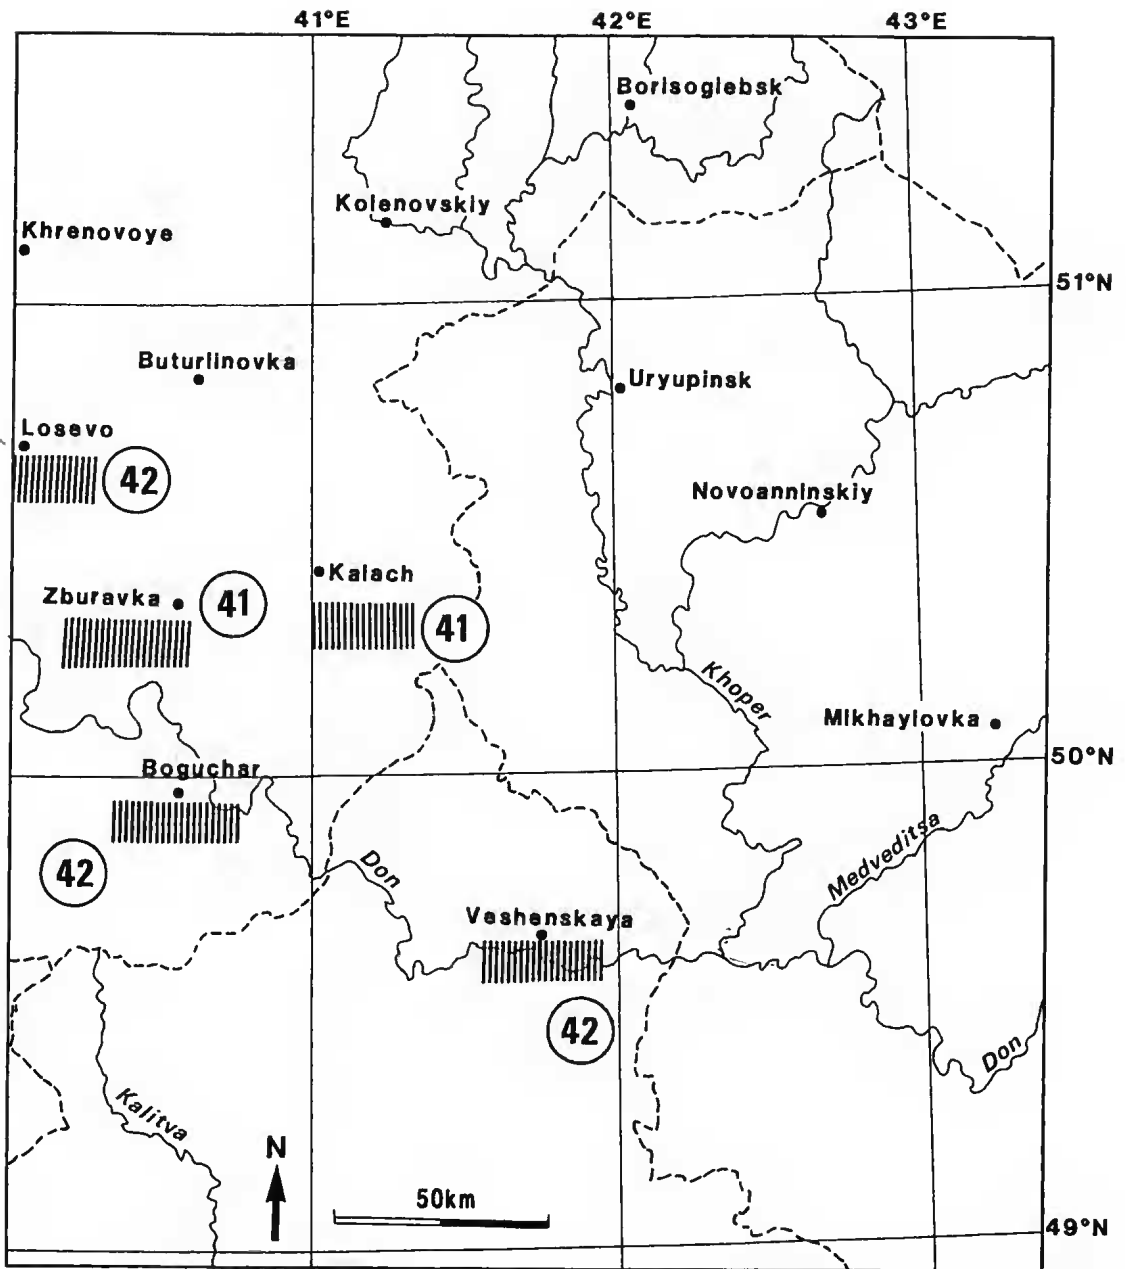 41°E 42°E 43°E
Borisoglebsk
Kolenovskiy
Khrenovoye
51°N
Buturlinovka
Uryupinsk
Losevo
42
Novoanninskiy
Kalach
Zburavka
41
41
Khoper
Mikhaylovka
50°N
Boguchar
Medveditsa
42
Don
Veshenskaya
42
Don
Kalitva
N
50km
49°N